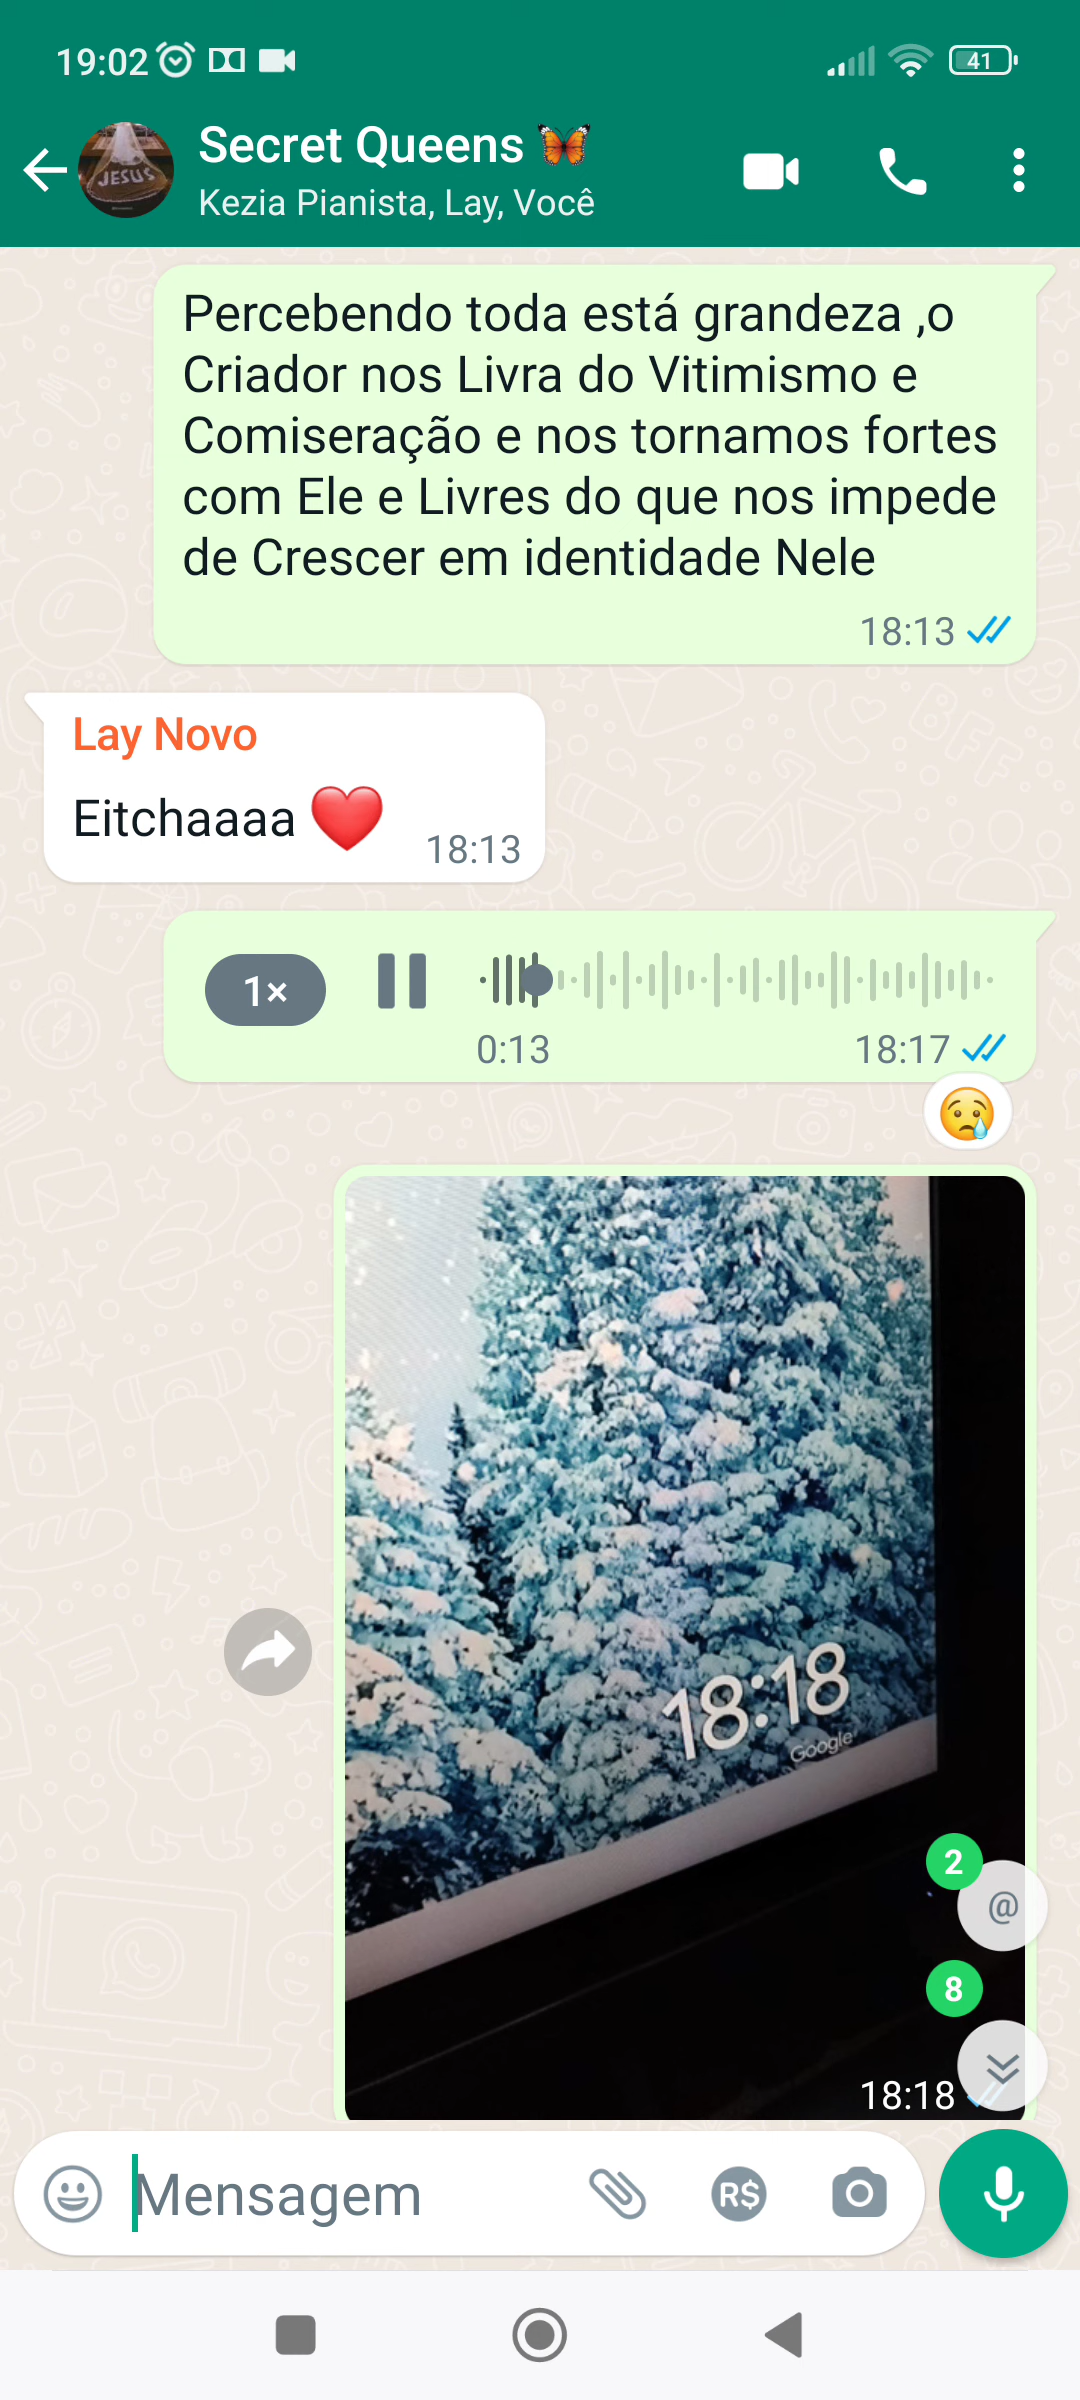 19:02
41
Secret Queens 🦋
Kezia Pianista, Lay, Você
JESUS
Percebendo toda está grandeza ,o
Criador nos Livra do Vitimismo e
Comiseração e nos tornamos fortes
com Ele e Livres do que nos impede
de Crescer em identidade Nele
18:13
Lay Novo
Eitchaaaa ❤️
18:13
1×
0:13
18:17
😢
18:18
Google
2
@
8
18:18
Mensagem
R$